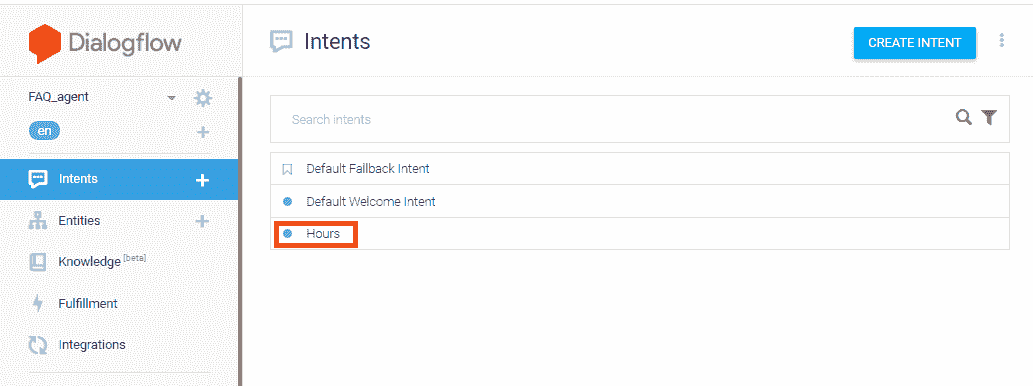 Dialogflow
FAQ_agent
en
Intents
Entities
Knowledge [beta]
Fulfillment
Integrations
Intents
CREATE INTENT
Search intents
Default Fallback Intent
Default Welcome Intent
Hours